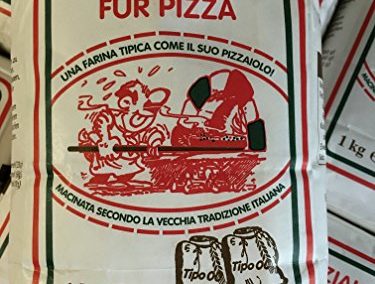 FÜR PIZZA
UNA FARINA TIPICA COME IL SUO PIZZAIOLO!
MACINATA SECONDO LA VECCHIA TRADIZIONE ITALIANA
1 kg e
Tipo 00
Tipo 00